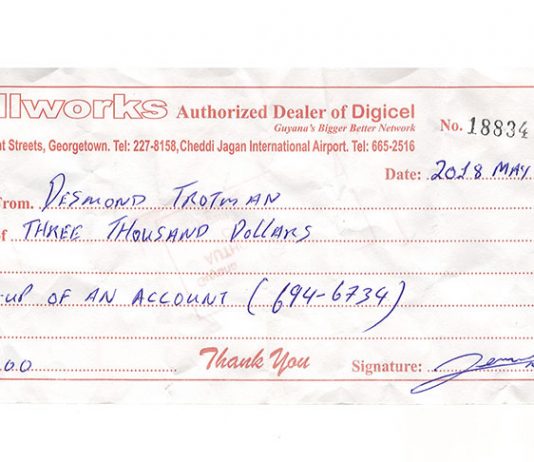 llworks Authorized Dealer of Digicel
Guyana's Bigger Better Network
No. 18834
t Streets, Georgetown. Tel: 227-8158,Cheddi Jagan International Airport. Tel: 665-2516
Date: 2018 MAY
From. DESMOND TROTMAN
of THREE THOUSAND DOLLARS
-UP OF AN ACCOUNT (694-6734)
.00 Thank You Signature: